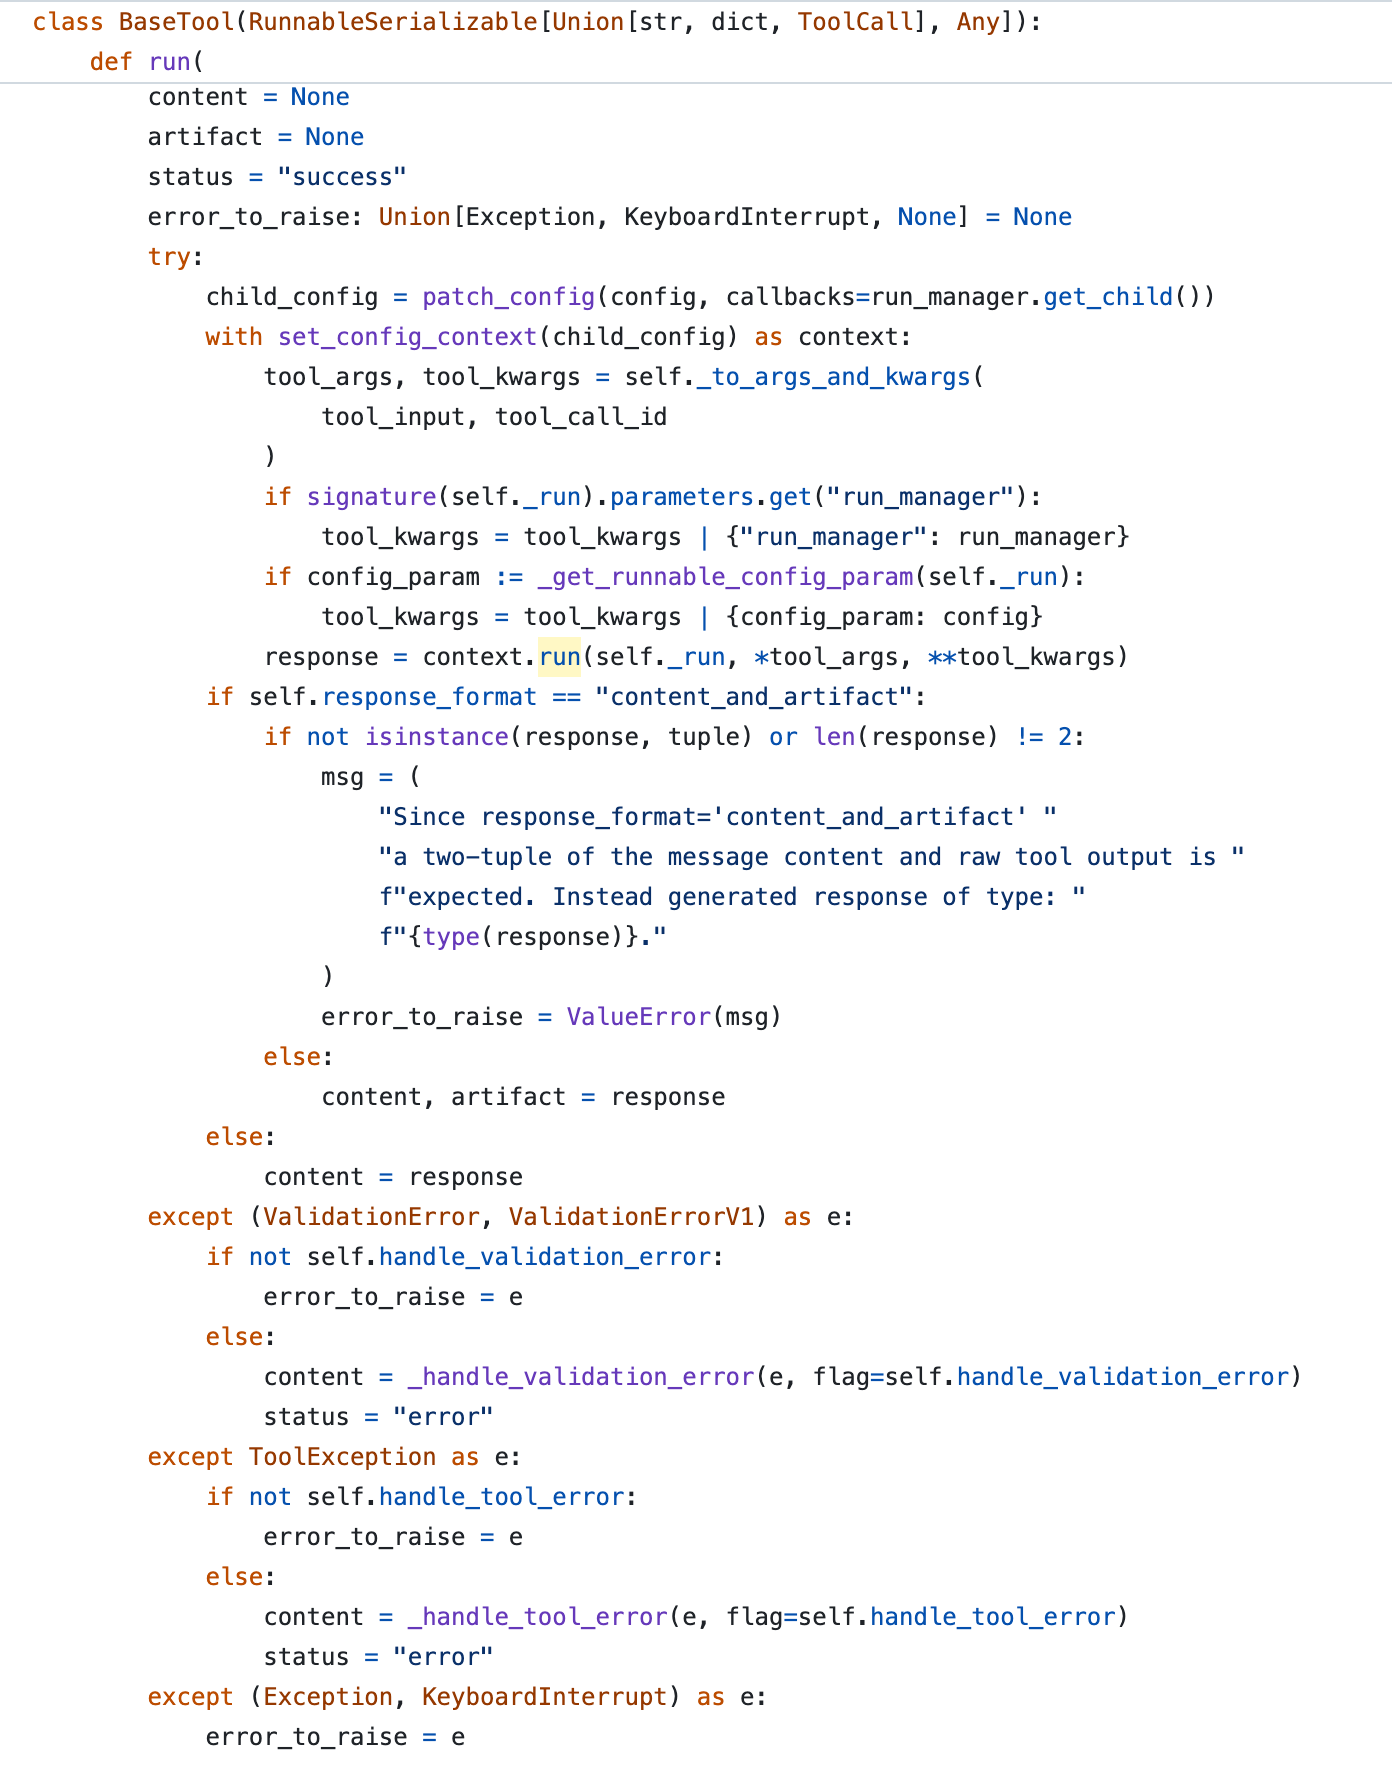 class BaseTool(RunnableSerializable[Union[str, dict, ToolCall], Any]):
    def run(
        content = None
        artifact = None
        status = "success"
        error_to_raise: Union[Exception, KeyboardInterrupt, None] = None
        try:
            child_config = patch_config(config, callbacks=run_manager.get_child())
            with set_config_context(child_config) as context:
                tool_args, tool_kwargs = self._to_args_and_kwargs(
                    tool_input, tool_call_id
                )
                if signature(self._run).parameters.get("run_manager"):
                    tool_kwargs = tool_kwargs | {"run_manager": run_manager}
                if config_param := _get_runnable_config_param(self._run):
                    tool_kwargs = tool_kwargs | {config_param: config}
                response = context.run(self._run, *tool_args, **tool_kwargs)
            if self.response_format == "content_and_artifact":
                if not isinstance(response, tuple) or len(response) != 2:
                    msg = (
                        "Since response_format='content_and_artifact' "
                        "a two-tuple of the message content and raw tool output is "
                        f"expected. Instead generated response of type: "
                        f"{type(response)}."
                    )
                    error_to_raise = ValueError(msg)
                else:
                    content, artifact = response
            else:
                content = response
        except (ValidationError, ValidationErrorV1) as e:
            if not self.handle_validation_error:
                error_to_raise = e
            else:
                content = _handle_validation_error(e, flag=self.handle_validation_error)
                status = "error"
        except ToolException as e:
            if not self.handle_tool_error:
                error_to_raise = e
            else:
                content = _handle_tool_error(e, flag=self.handle_tool_error)
                status = "error"
        except (Exception, KeyboardInterrupt) as e:
            error_to_raise = e